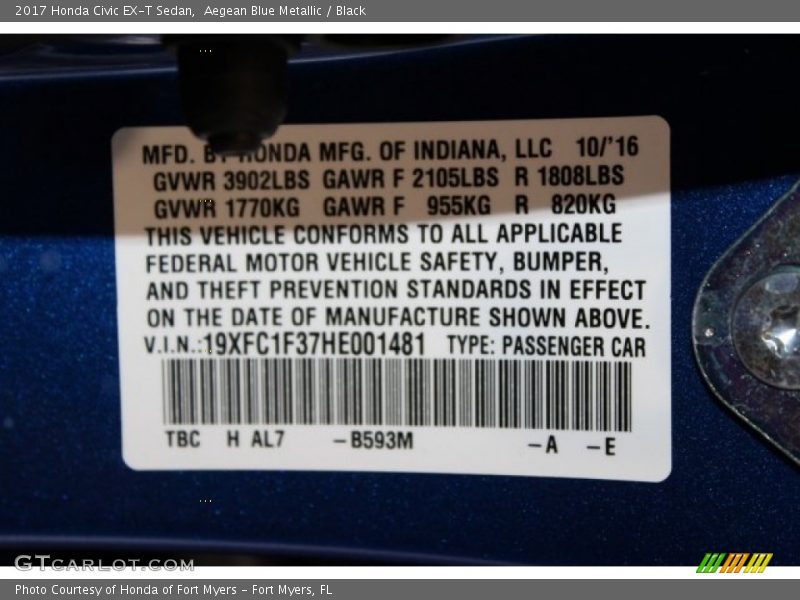 2017 Honda Civic EX-T Sedan,  Aegean Blue Metallic / Black
MFD. BY HONDA MFG. OF INDIANA, LLC 10/'16
GVWR 3902LBS GAWR F 2105LBS R 1808LBS
GVWR 1770KG GAWR F 955KG R 820KG
THIS VEHICLE CONFORMS TO ALL APPLICABLE
FEDERAL MOTOR VEHICLE SAFETY, BUMPER,
AND THEFT PREVENTION STANDARDS IN EFFECT
ON THE DATE OF MANUFACTURE SHOWN ABOVE.
V.I.N.:19XFC1F37HE001481 TYPE: PASSENGER CAR
TBC H AL7 -B593M -A -E
GTCARLOT.COM
Photo Courtesy of Honda of Fort Myers - Fort Myers, FL